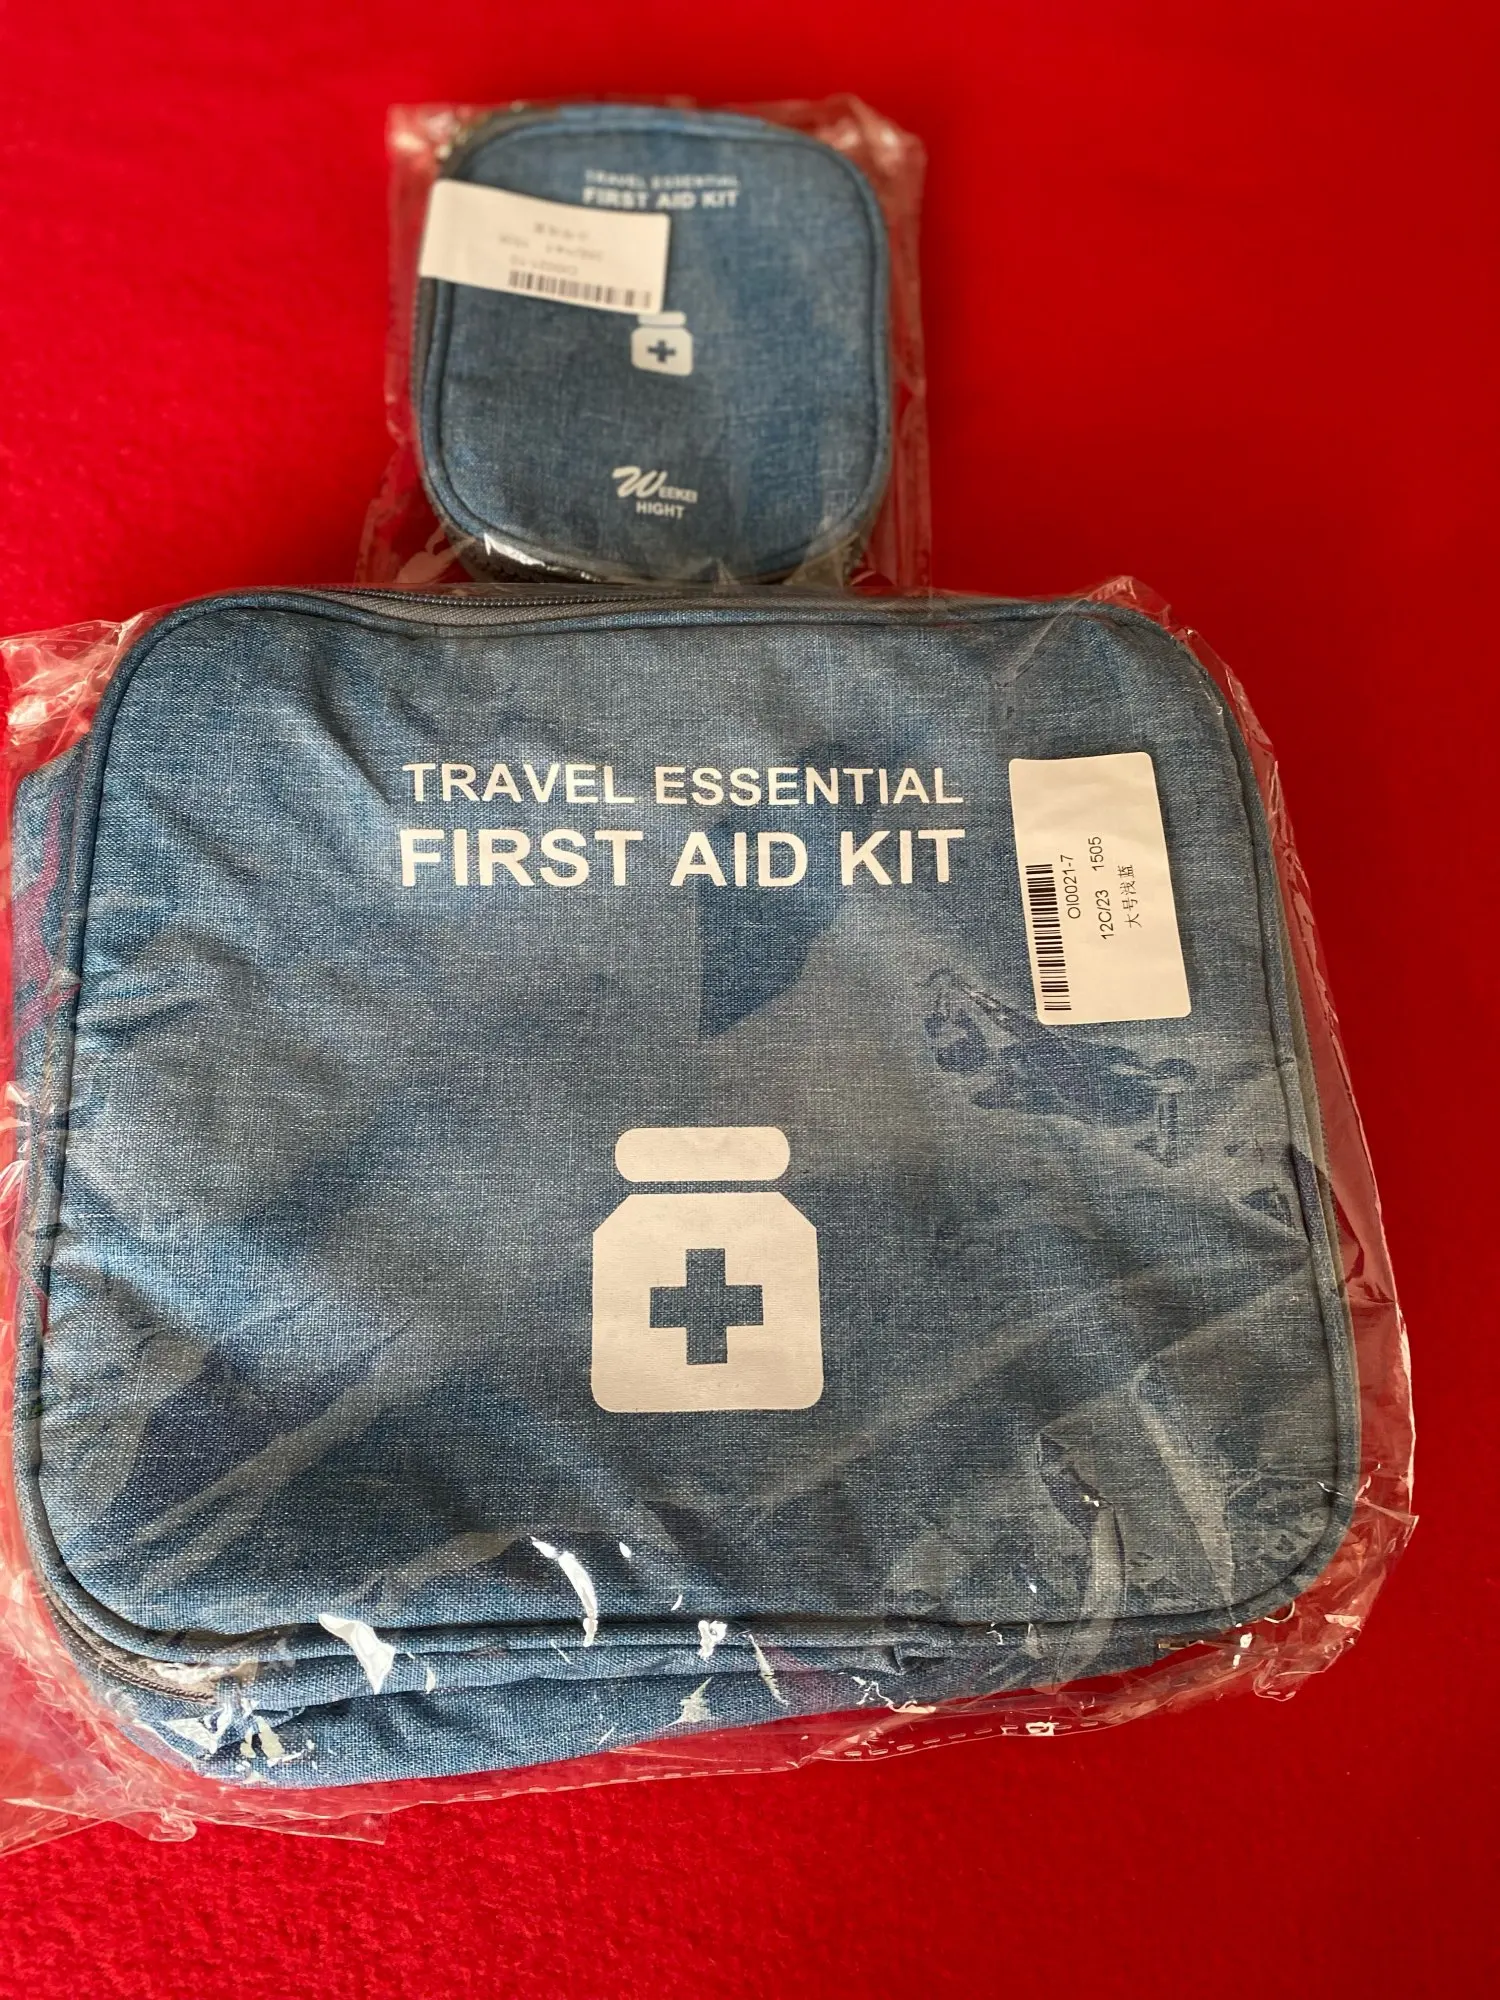 TRAVEL ESSENTIAL
FIRST AID KIT
WEEKEI
HIGHT
TRAVEL ESSENTIAL
FIRST AID KIT
OI0021-7
12C/23 1505
大号浅蓝